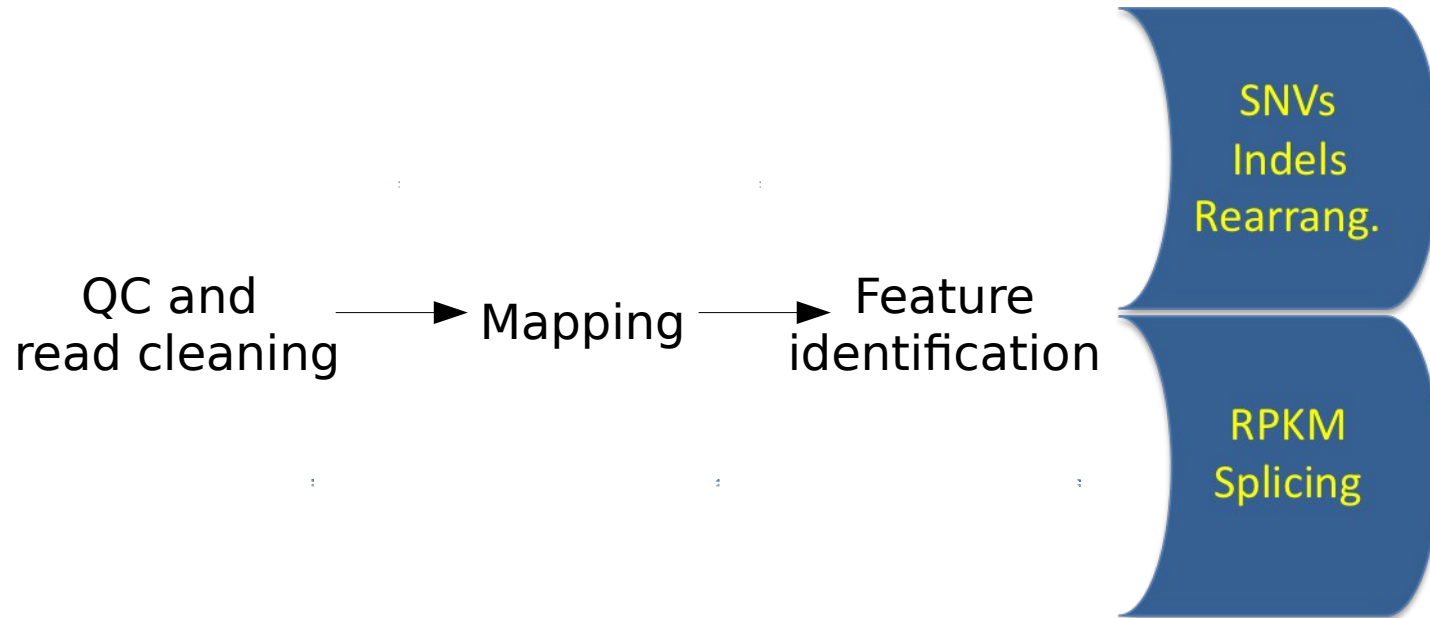 QC and
read cleaning
Mapping
Feature
identification
SNVs
Indels
Rearrang.
RPKM
Splicing